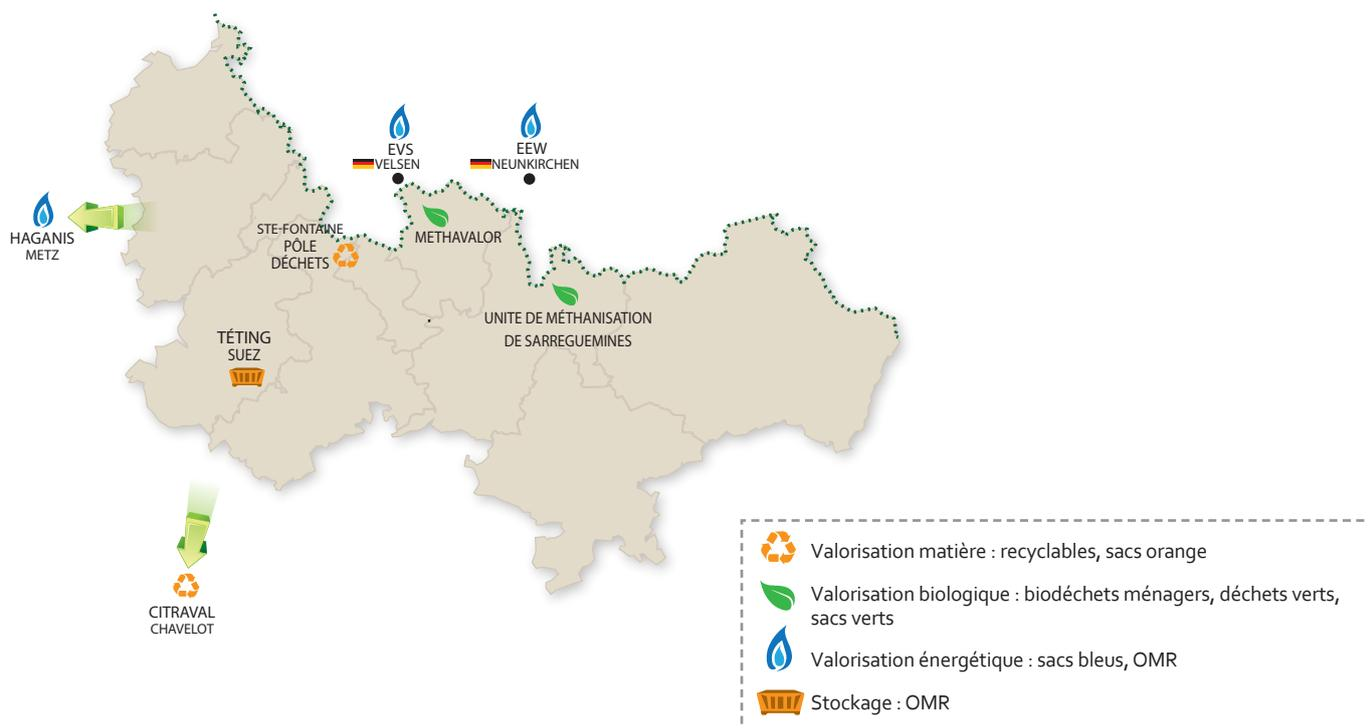 EVS
VELSEN
EEW
NEUNKIRCHEN
HAGANIS
METZ
STE-FONTAINE
PÔLE
DÉCHETS
METHAVALOR
UNITE DE MÉTHANISATION
DE SARREGUEMINES
TÉTING
SUEZ
CITRAVAL
CHAVELOT
Valorisation matière : recyclables, sacs orange
Valorisation biologique : biodéchets ménagers, déchets verts,
sacs verts
Valorisation énergétique : sacs bleus, OMR
Stockage : OMR